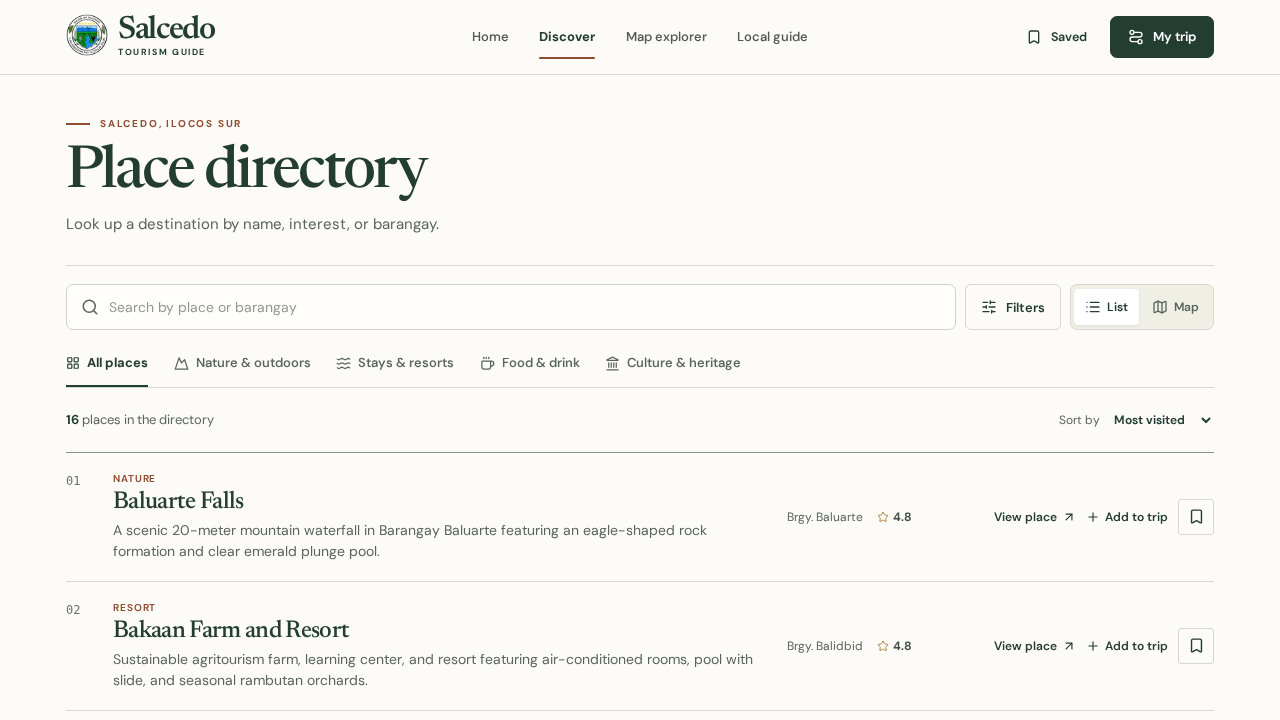 Salcedo
TOURISM GUIDE
Home
Discover
Map explorer
Local guide
Saved
My trip
SALCEDO, ILOCOS SUR
Place directory
Look up a destination by name, interest, or barangay.
Search by place or barangay
Filters
List
Map
All places
Nature & outdoors
Stays & resorts
Food & drink
Culture & heritage
16 places in the directory
Sort by
Most visited
01
NATURE
Baluarte Falls
A scenic 20-meter mountain waterfall in Barangay Baluarte featuring an eagle-shaped rock
formation and clear emerald plunge pool.
Brgy. Baluarte
4.8
View place
Add to trip
02
RESORT
Bakaan Farm and Resort
Sustainable agritourism farm, learning center, and resort featuring air-conditioned rooms, pool with
slide, and seasonal rambutan orchards.
Brgy. Balidbid
4.8
View place
Add to trip